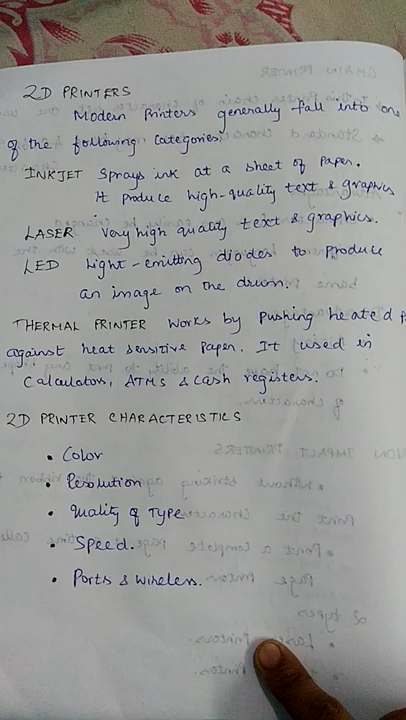 2D PRINTERS
Modern Printers generally fall into one
of the following categories.
INKJET Sprays ink at a sheet of Paper.
It produce high-quality text & graphics
LASER Very high quality text & graphics.
LED Light-emitting diodes to Produce
an image on the drum.
THERMAL PRINTER Works by pushing heated p
against heat sensitive Paper. It used in
Calculators, ATMs & Cash registers.
2D PRINTER CHARACTERISTICS
• Color
• Resolution
• Quality of TYPE
• Speed.
• Ports & Wireless.